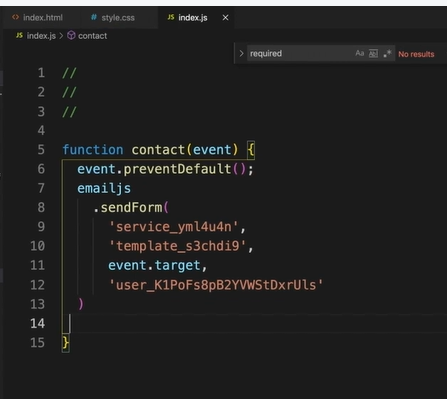 index.html
style.css
JS index.js
JS index.js > contact
required
Aa
No results
1 //
2 //
3 //
4
5 function contact(event) {
6 event.preventDefault();
7 emailjs
8 .sendForm(
9 'service_yml4u4n',
10 'template_s3chdi9',
11 event.target,
12 'user_K1PoFs8pB2YVWStDxrUls'
13 )
14
15 }